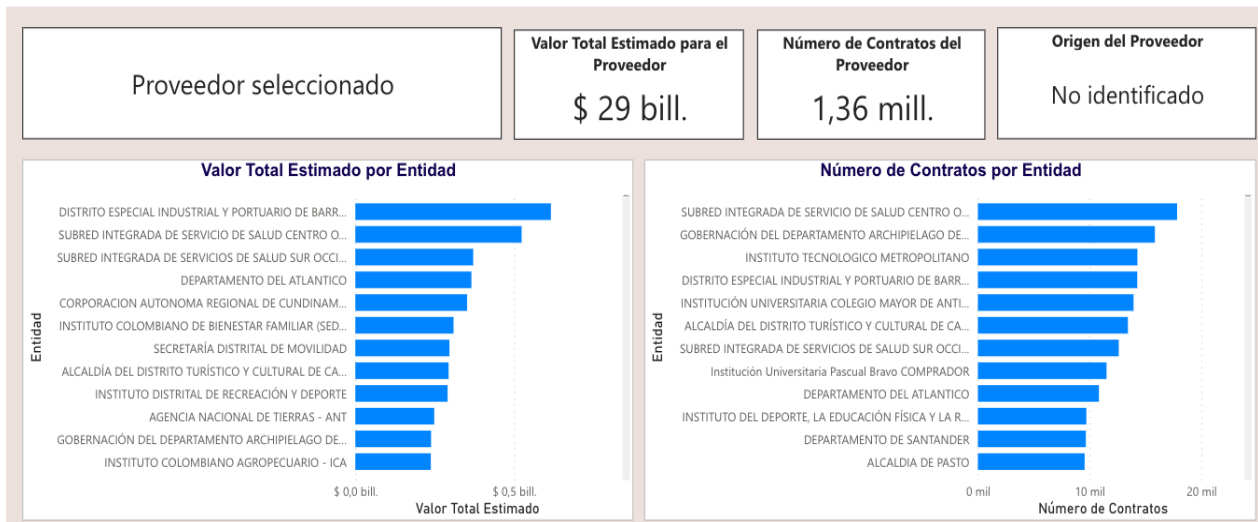 Proveedor seleccionado
Valor Total Estimado para el
Proveedor
$ 29 bill.
Número de Contratos del
Proveedor
1,36 mill.
Origen del Proveedor
No identificado
Valor Total Estimado por Entidad
Entidad
DISTRITO ESPECIAL INDUSTRIAL Y PORTUARIO DE BARR...
SUBRED INTEGRADA DE SERVICIO DE SALUD CENTRO O...
SUBRED INTEGRADA DE SERVICIOS DE SALUD SUR OCCI...
DEPARTAMENTO DEL ATLANTICO
CORPORACION AUTONOMA REGIONAL DE CUNDINAM...
INSTITUTO COLOMBIANO DE BIENESTAR FAMILIAR (SED...
SECRETARÍA DISTRITAL DE MOVILIDAD
ALCALDÍA DEL DISTRITO TURÍSTICO Y CULTURAL DE CA...
INSTITUTO DISTRITAL DE RECREACIÓN Y DEPORTE
AGENCIA NACIONAL DE TIERRAS - ANT
GOBERNACIÓN DEL DEPARTAMENTO ARCHIPIELAGO DE...
INSTITUTO COLOMBIANO AGROPECUARIO - ICA
$ 0,0 bill.
$ 0,5 bill.
Valor Total Estimado
Número de Contratos por Entidad
Entidad
SUBRED INTEGRADA DE SERVICIO DE SALUD CENTRO O...
GOBERNACIÓN DEL DEPARTAMENTO ARCHIPIELAGO DE...
INSTITUTO TECNOLOGICO METROPOLITANO
DISTRITO ESPECIAL INDUSTRIAL Y PORTUARIO DE BARR...
INSTITUCIÓN UNIVERSITARIA COLEGIO MAYOR DE ANTI...
ALCALDÍA DEL DISTRITO TURÍSTICO Y CULTURAL DE CA...
SUBRED INTEGRADA DE SERVICIOS DE SALUD SUR OCCI...
Institución Universitaria Pascual Bravo COMPRADOR
DEPARTAMENTO DEL ATLANTICO
INSTITUTO DEL DEPORTE, LA EDUCACIÓN FÍSICA Y LA R...
DEPARTAMENTO DE SANTANDER
ALCALDIA DE PASTO
0 mil
10 mil
20 mil
Número de Contratos